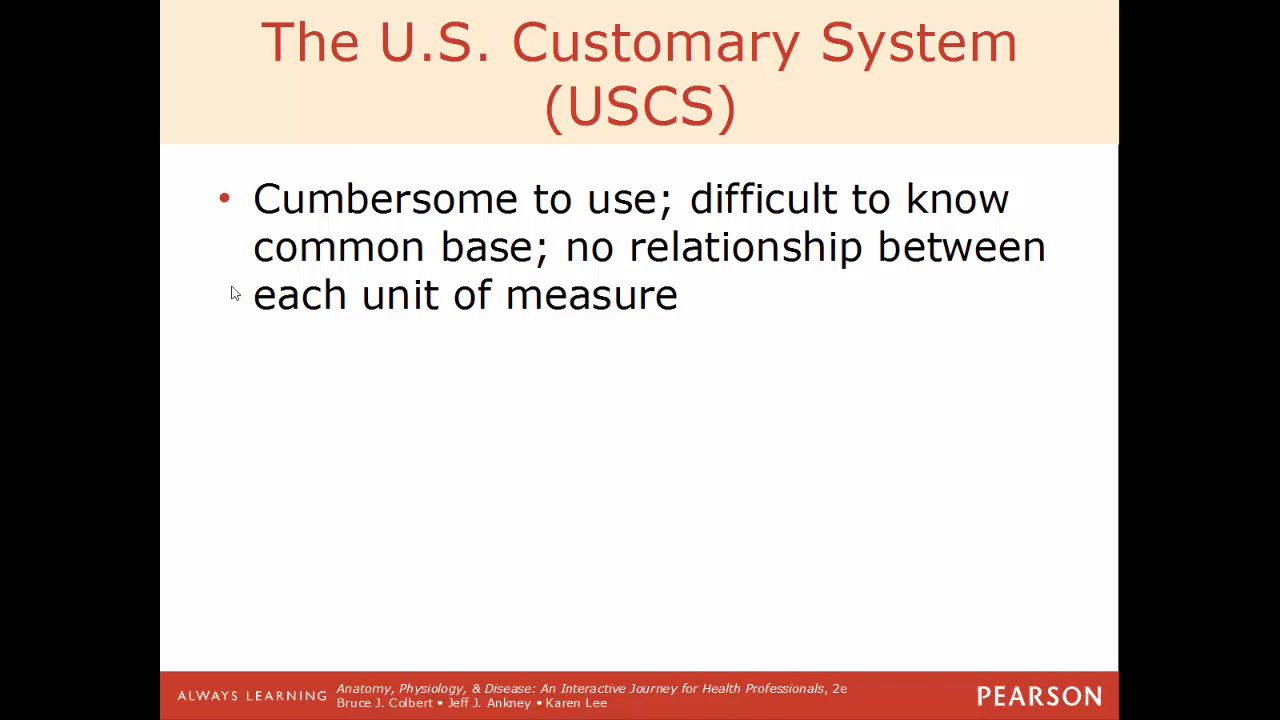 The U.S. Customary System
(USCS)
• Cumbersome to use; difficult to know
common base; no relationship between
each unit of measure
ALWAYS LEARNING
Anatomy, Physiology, & Disease: An Interactive Journey for Health Professionals, 2e
Bruce J. Colbert • Jeff J. Ankney • Karen Lee
PEARSON